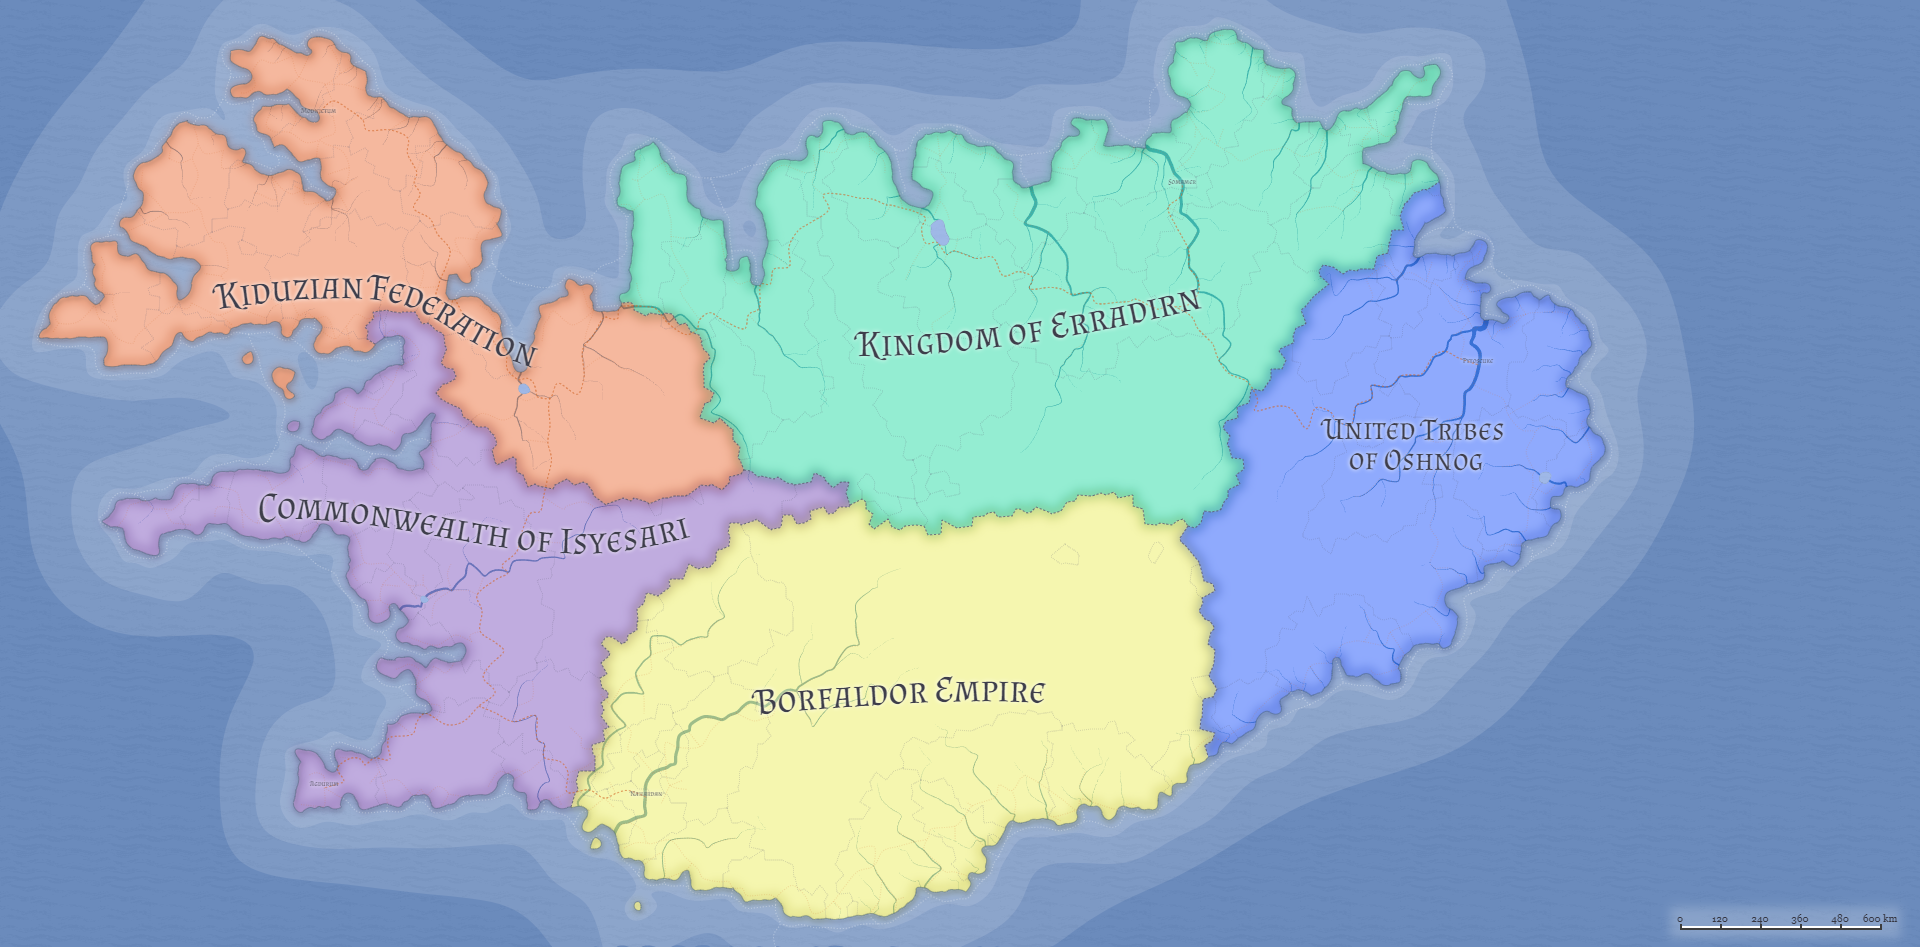 KIDUZIAN FEDERATION
KINGDOM OF ERRADIRN
UNITED TRIBES
OF OSHNOG
COMMONWEALTH OF ISYESARI
BORFALDOR EMPIRE
0 120 240 360 480 600 km